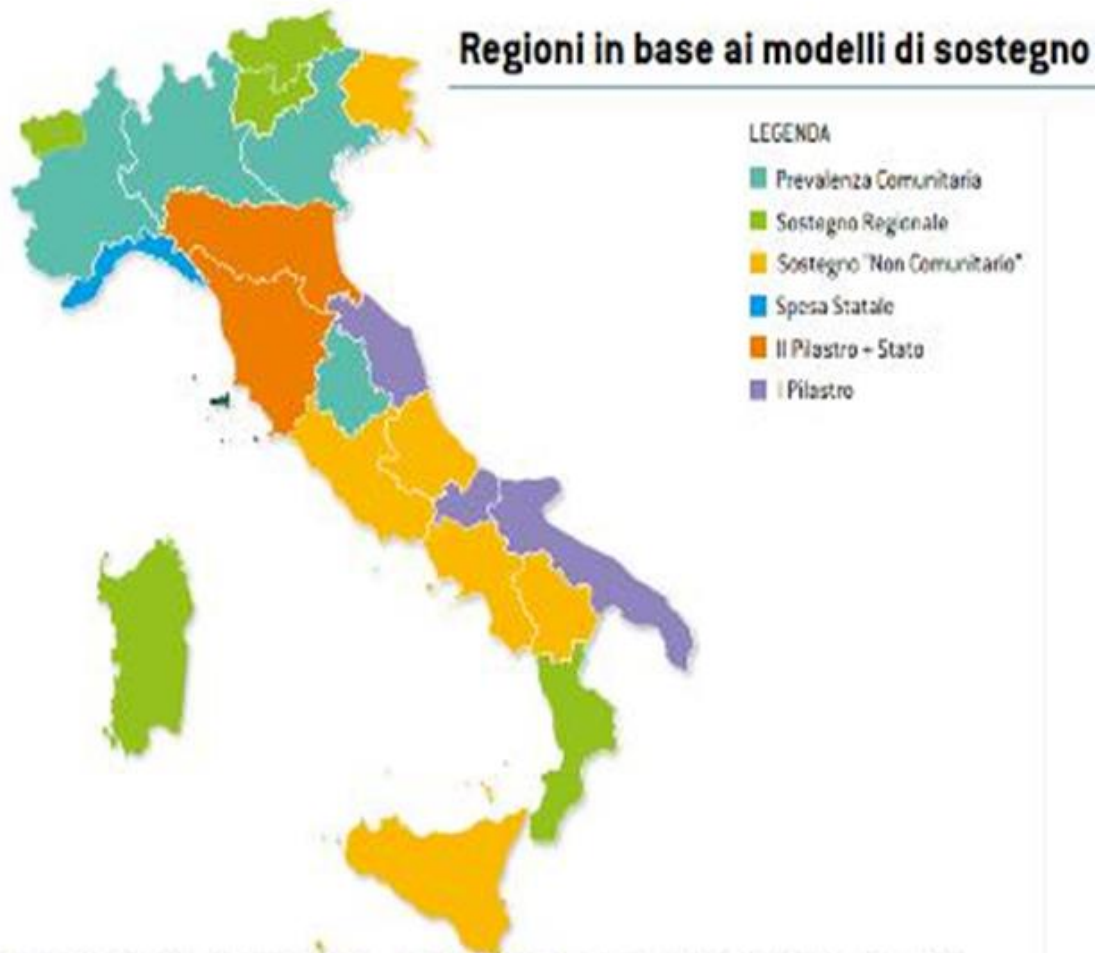 Regioni in base ai modelli di sostegno
LEGENDA
Prevalenza Comunitaria
Sostegno Regionale
Sostegno "Non Comunitario"
Spesa Statale
II Pilastro + Stato
I Pilastro